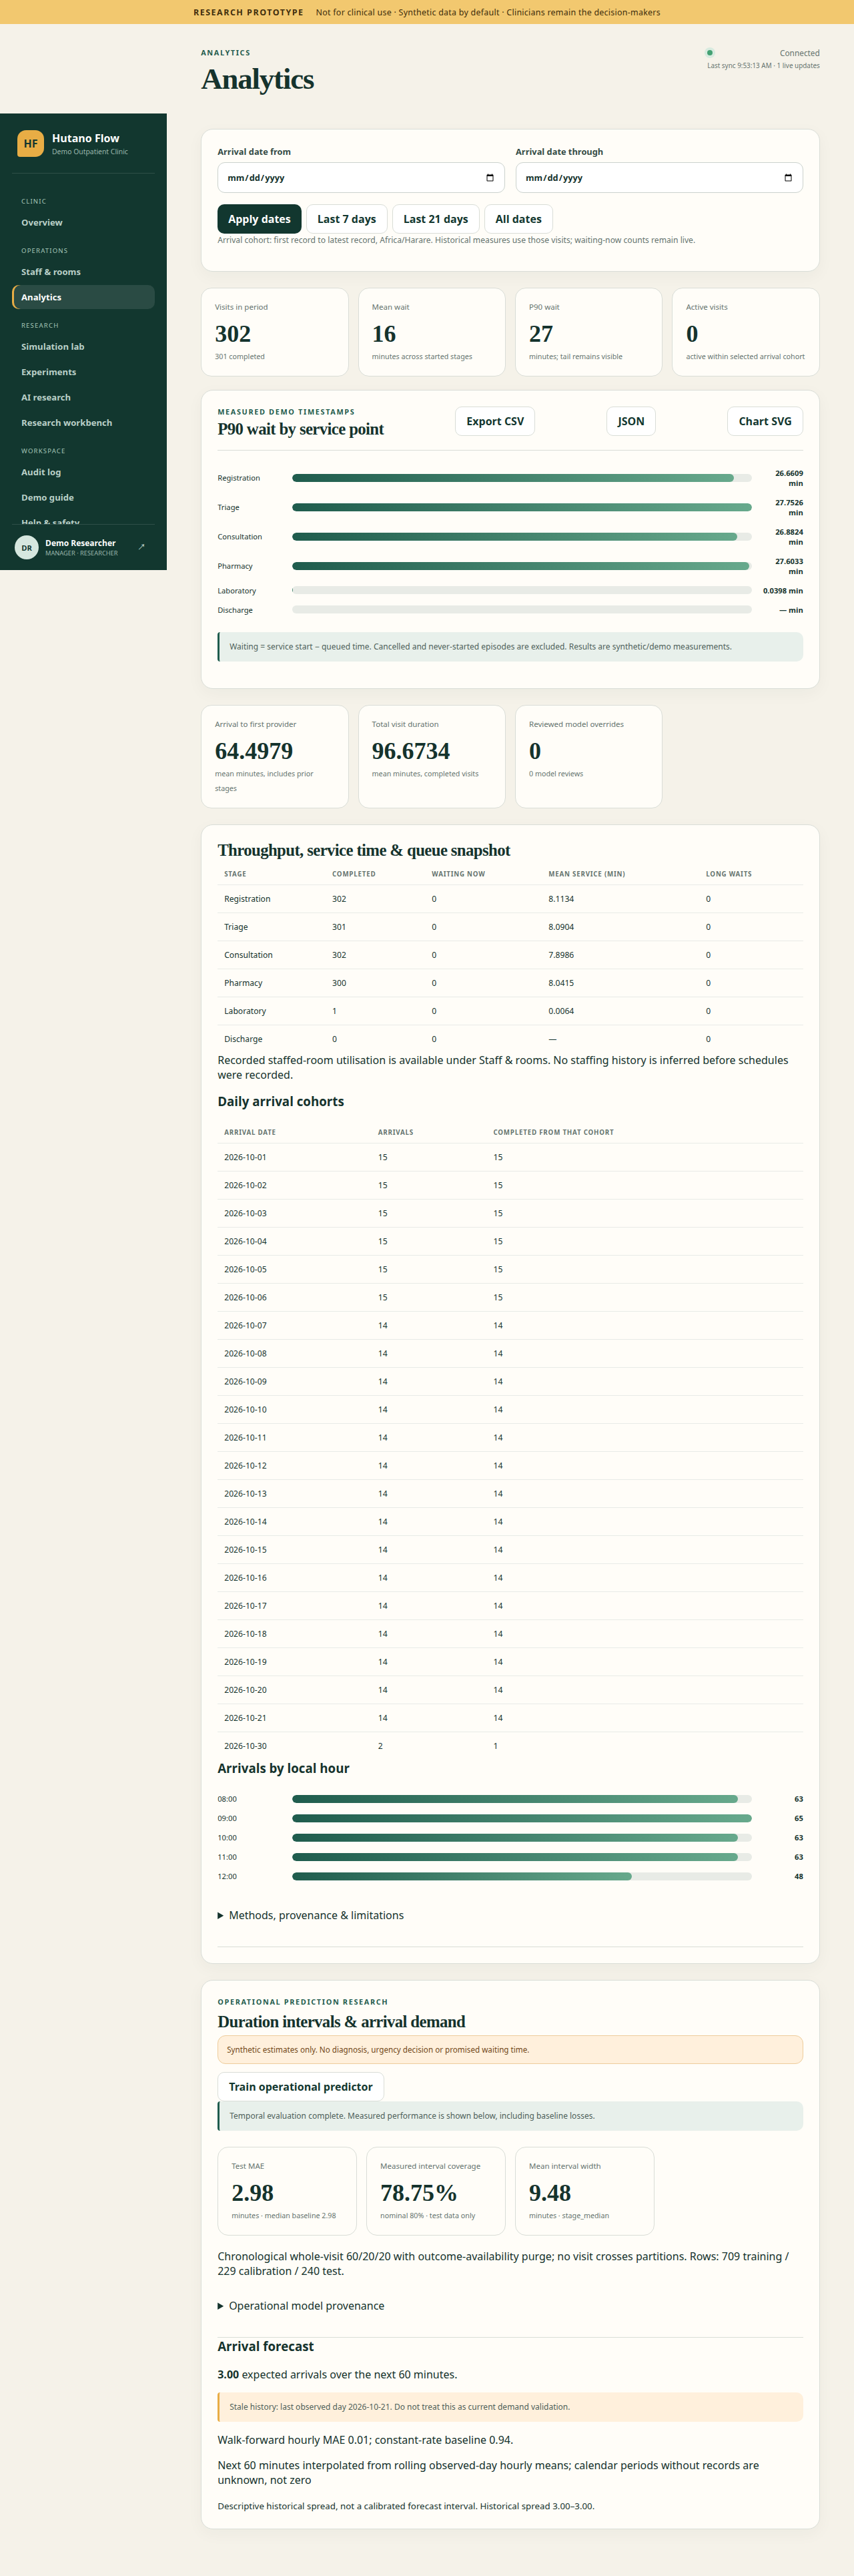 RESEARCH PROTOTYPE Not for clinical use · Synthetic data by default · Clinicians remain the decision-makers
ANALYTICS
Analytics
Connected
Last sync 9:53:13 AM · 1 live updates
HF
Hutano Flow
Demo Outpatient Clinic
CLINIC
Overview
OPERATIONS
Staff & rooms
Analytics
RESEARCH
Simulation lab
Experiments
AI research
Research workbench
WORKSPACE
Audit log
Demo guide
Help & safety
DR
Demo Researcher
MANAGER · RESEARCHER
↗
Arrival date from
Arrival date through
mm/dd/yyyy
mm/dd/yyyy
Apply dates
Last 7 days
Last 21 days
All dates
Arrival cohort: first record to latest record, Africa/Harare. Historical measures use those visits; waiting-now counts remain live.
Visits in period
302
301 completed
Mean wait
16
minutes across started stages
P90 wait
27
minutes; tail remains visible
Active visits
0
active within selected arrival cohort
MEASURED DEMO TIMESTAMPS
P90 wait by service point
Export CSV
JSON
Chart SVG
Registration 26.6609 min
Triage 27.7526 min
Consultation 26.8824 min
Pharmacy 27.6033 min
Laboratory 0.0398 min
Discharge — min
Waiting = service start − queued time. Cancelled and never-started episodes are excluded. Results are synthetic/demo measurements.
Arrival to first provider
64.4979
mean minutes, includes prior
stages
Total visit duration
96.6734
mean minutes, completed visits
Reviewed model overrides
0
0 model reviews
Throughput, service time & queue snapshot
STAGE COMPLETED WAITING NOW MEAN SERVICE (MIN) LONG WAITS
Registration 302 0 8.1134 0
Triage 301 0 8.0904 0
Consultation 302 0 7.8986 0
Pharmacy 300 0 8.0415 0
Laboratory 1 0 0.0064 0
Discharge 0 0 — 0
Recorded staffed-room utilisation is available under Staff & rooms. No staffing history is inferred before schedules
were recorded.
Daily arrival cohorts
ARRIVAL DATE ARRIVALS COMPLETED FROM THAT COHORT
2026-10-01 15 15
2026-10-02 15 15
2026-10-03 15 15
2026-10-04 15 15
2026-10-05 15 15
2026-10-06 15 15
2026-10-07 14 14
2026-10-08 14 14
2026-10-09 14 14
2026-10-10 14 14
2026-10-11 14 14
2026-10-12 14 14
2026-10-13 14 14
2026-10-14 14 14
2026-10-15 14 14
2026-10-16 14 14
2026-10-17 14 14
2026-10-18 14 14
2026-10-19 14 14
2026-10-20 14 14
2026-10-21 14 14
2026-10-30 2 1
Arrivals by local hour
08:00 63
09:00 65
10:00 63
11:00 63
12:00 48
▶ Methods, provenance & limitations
OPERATIONAL PREDICTION RESEARCH
Duration intervals & arrival demand
Synthetic estimates only. No diagnosis, urgency decision or promised waiting time.
Train operational predictor
Temporal evaluation complete. Measured performance is shown below, including baseline losses.
Test MAE
2.98
minutes · median baseline 2.98
Measured interval coverage
78.75%
nominal 80% · test data only
Mean interval width
9.48
minutes · stage_median
Chronological whole-visit 60/20/20 with outcome-availability purge; no visit crosses partitions. Rows: 709 training /
229 calibration / 240 test.
▶ Operational model provenance
Arrival forecast
3.00 expected arrivals over the next 60 minutes.
Stale history: last observed day 2026-10-21. Do not treat this as current demand validation.
Walk-forward hourly MAE 0.01; constant-rate baseline 0.94.
Next 60 minutes interpolated from rolling observed-day hourly means; calendar periods without records are
unknown, not zero
Descriptive historical spread, not a calibrated forecast interval. Historical spread 3.00–3.00.